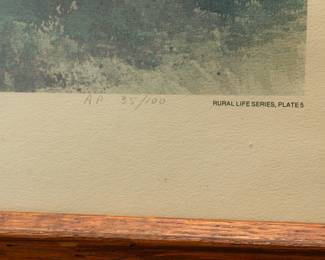 AP 35/100
RURAL LIFE SERIES, PLATE 5